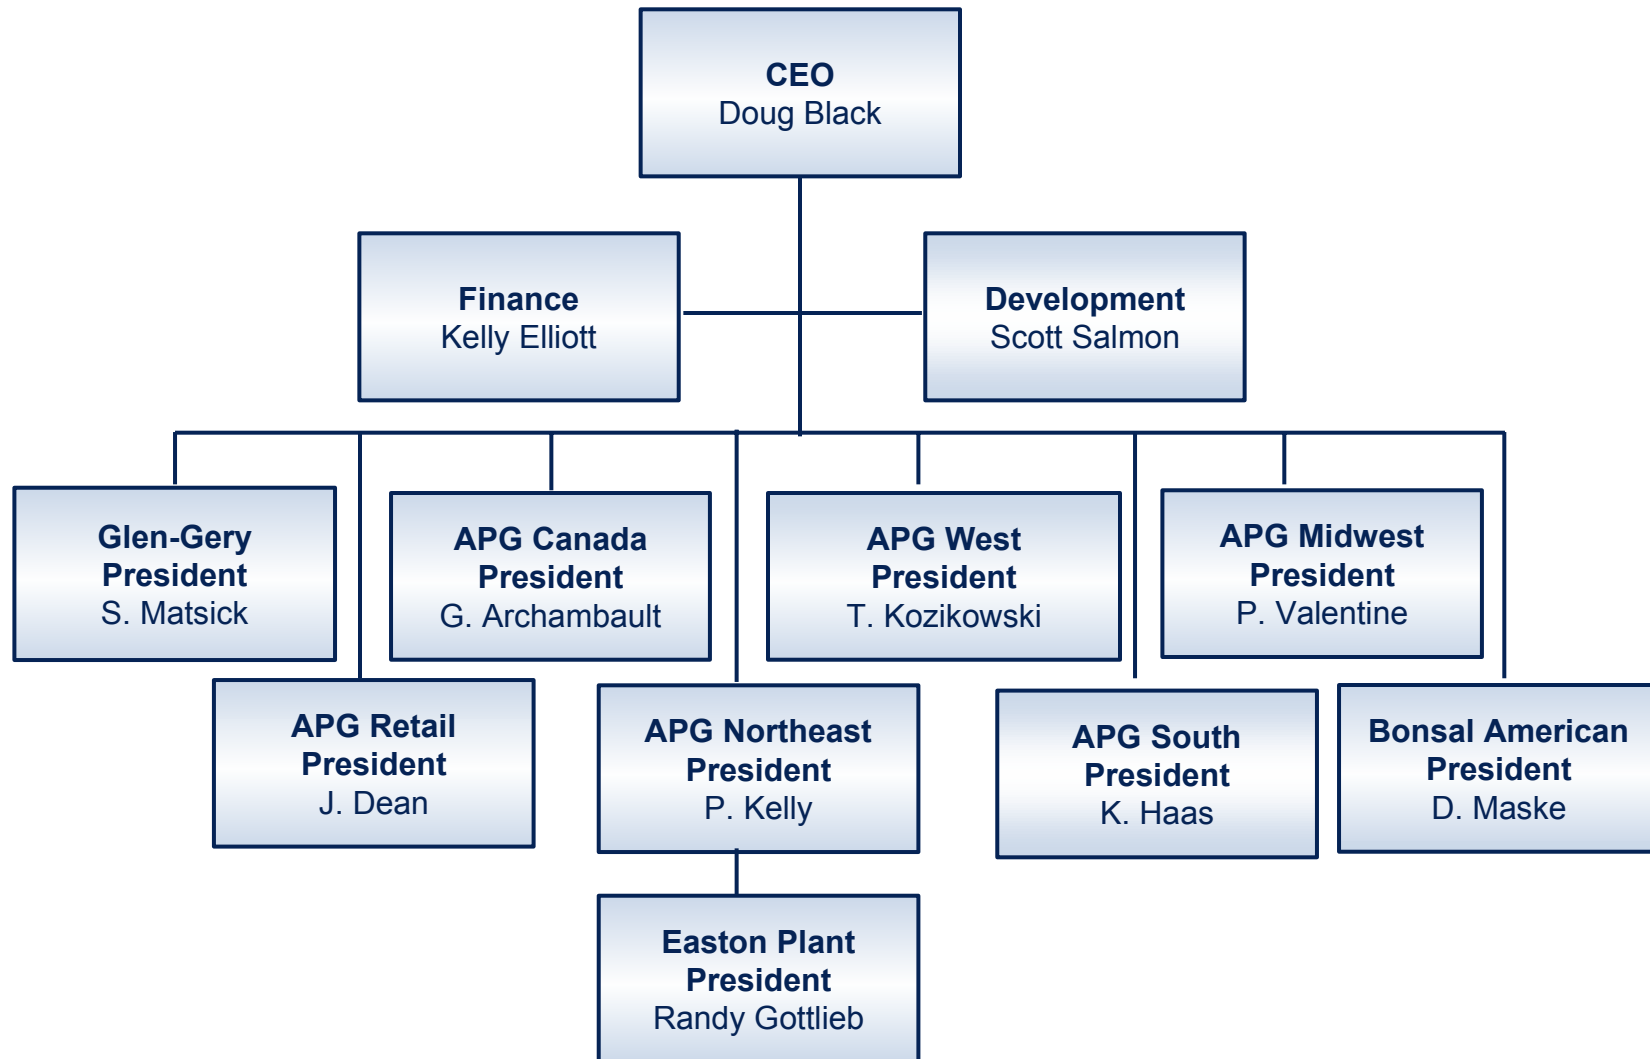 CEO
Doug Black
Finance
Kelly Elliott
Development
Scott Salmon
Glen-Gery
President
S. Matsick
APG Canada
President
G. Archambault
APG West
President
T. Kozikowski
APG Midwest
President
P. Valentine
APG Retail
President
J. Dean
APG Northeast
President
P. Kelly
APG South
President
K. Haas
Bonsal American
President
D. Maske
Easton Plant
President
Randy Gottlieb